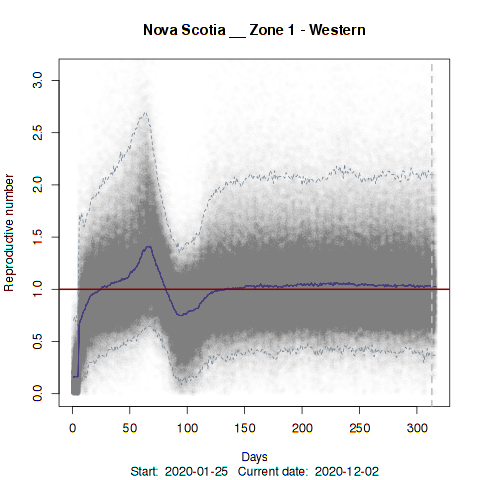 Nova Scotia __ Zone 1 - Western
Reproductive number
3.0
2.5
2.0
1.5
1.0
0.5
0.0
0 50 100 150 200 250 300
Days
Start: 2020-01-25 Current date: 2020-12-02